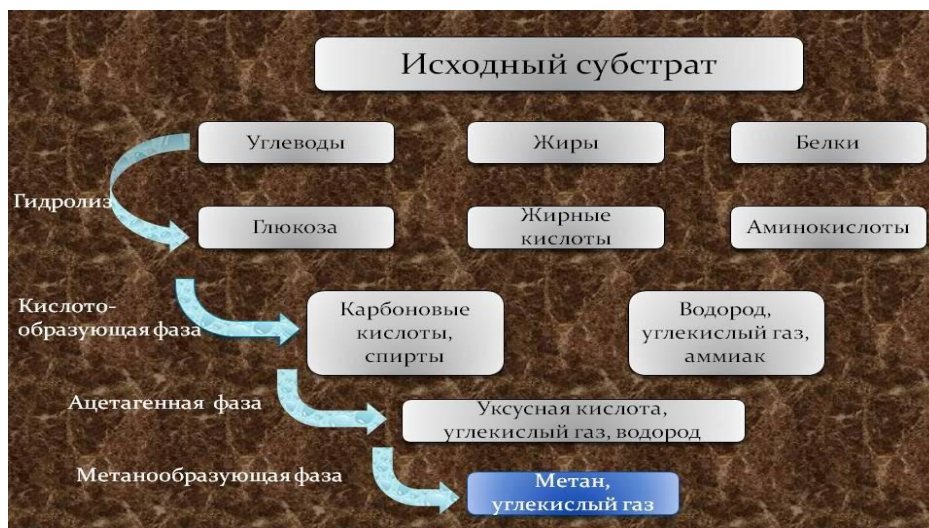 Исходный субстрат
Углеводы
Жиры
Белки
Гидролиз
Глюкоза
Жирные
кислоты
Аминокислоты
Кислото-
образующая фаза
Карбоновые
кислоты,
спирты
Водород,
углекислый газ,
аммиак
Ацетагенная фаза
Уксусная кислота,
углекислый газ, водород
Метанообразующая фаза
Метан,
углекислый газ